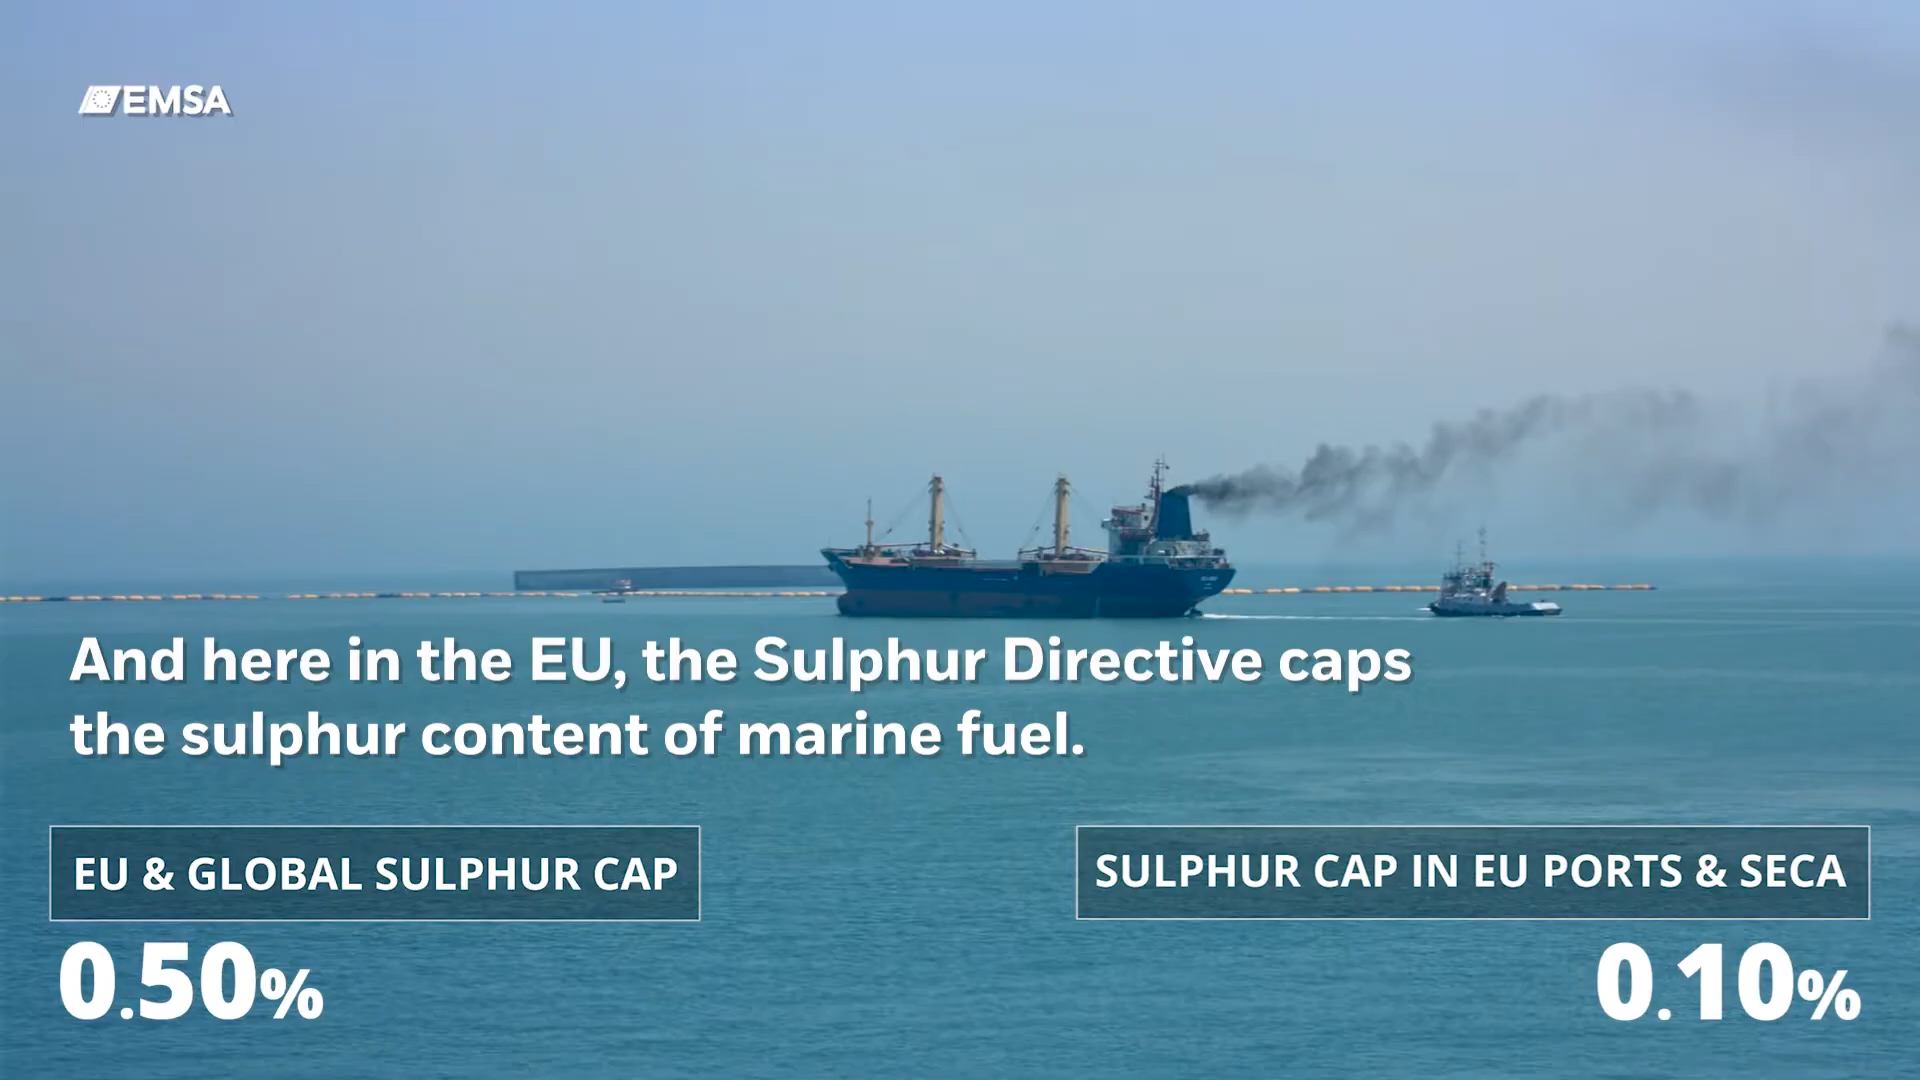 EMSA
And here in the EU, the Sulphur Directive caps
the sulphur content of marine fuel.
EU & GLOBAL SULPHUR CAP
0.50%
SULPHUR CAP IN EU PORTS & SECA
0.10%